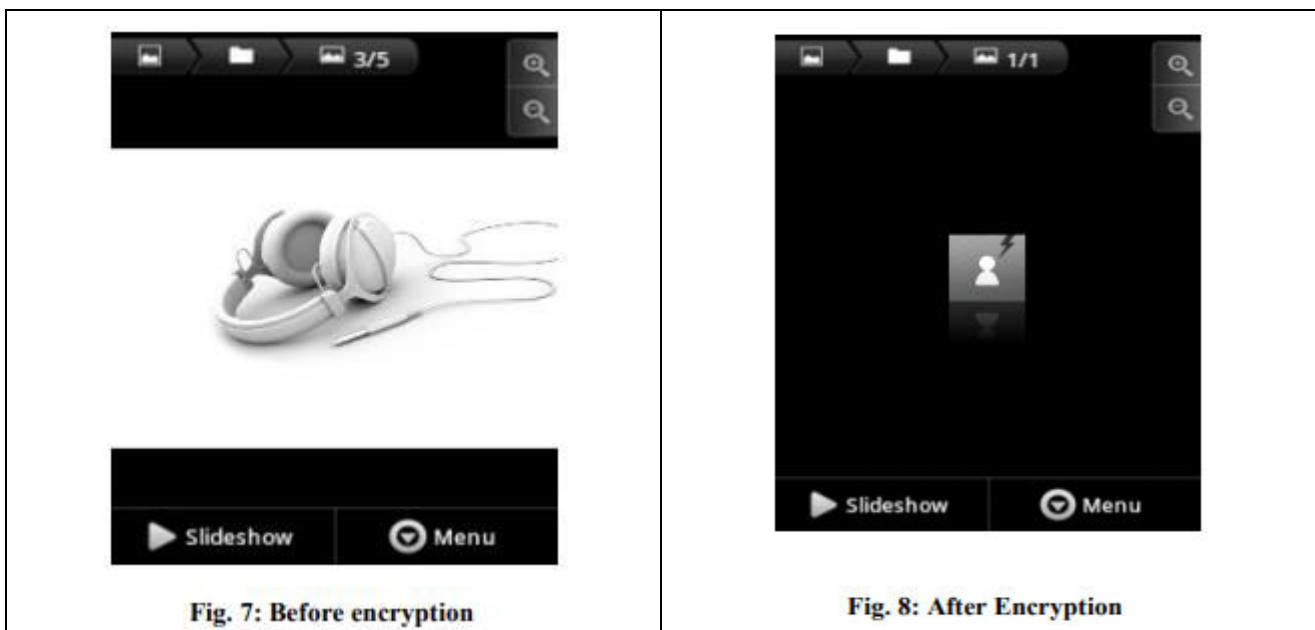 3/5
Slideshow
Menu
Fig. 7: Before encryption
1/1
Slideshow
Menu
Fig. 8: After Encryption